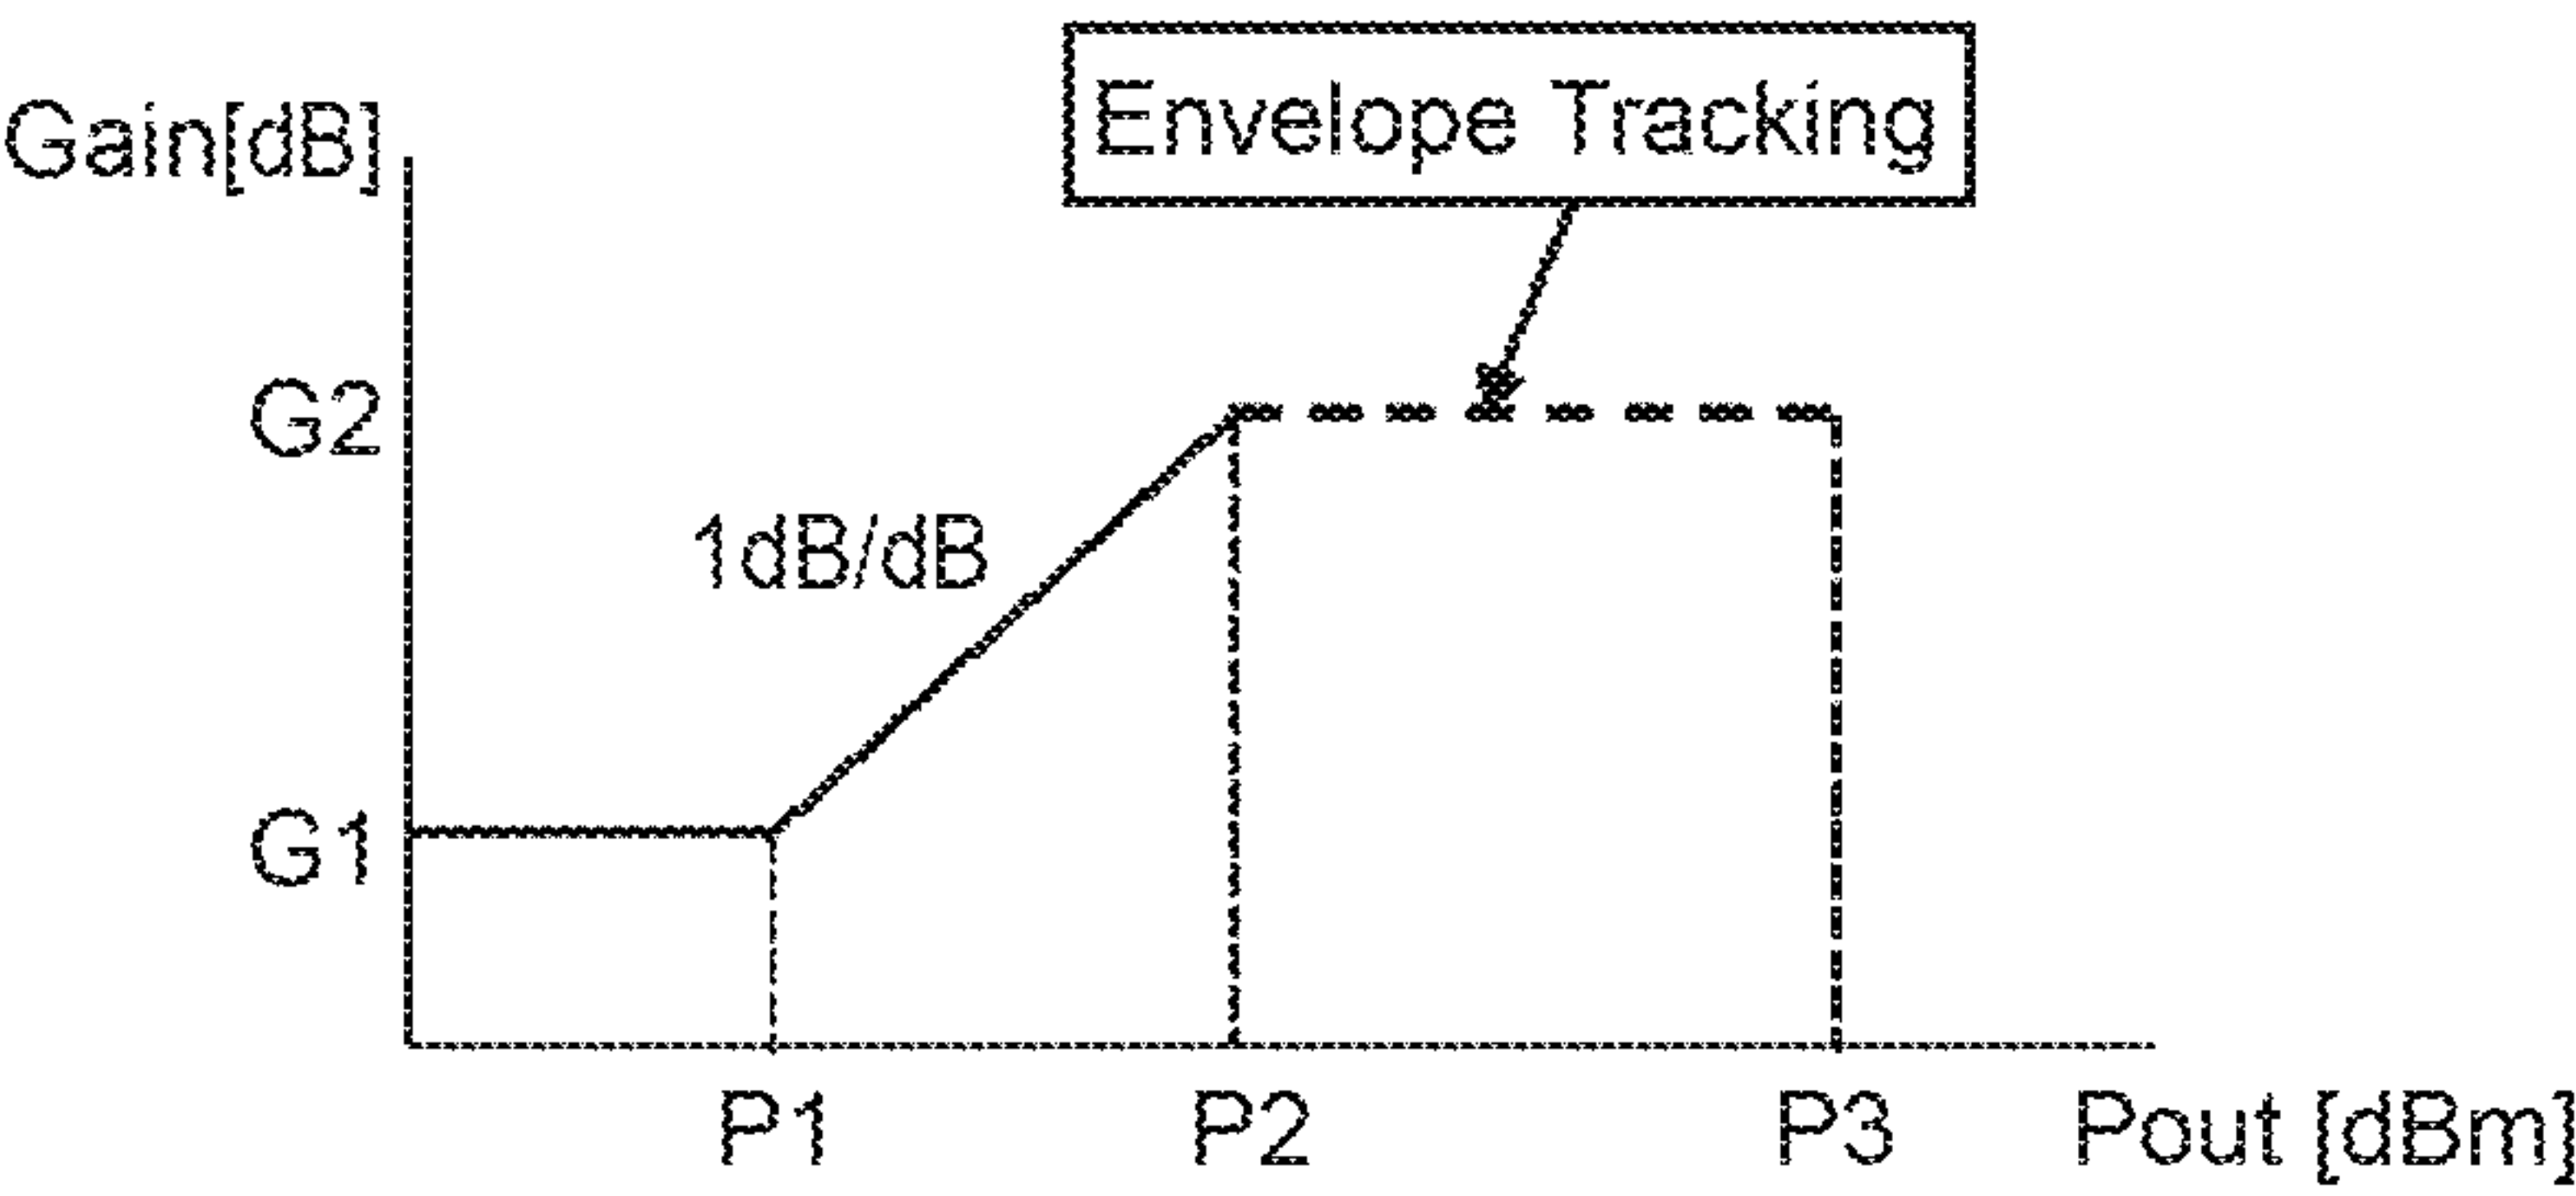 Envelope Tracking
Gain[dB]
G2
1dB/dB
G1
P1 P2 P3 Pout [dBm]